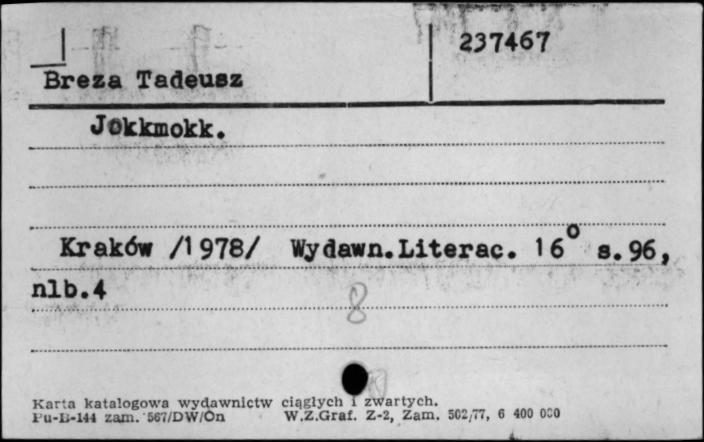 237467
Breza Tadeusz
Jokkmokk.
Kraków /1978/ Wydawn.Literac. 16° s.96,
nlb.4
8
Karta katalogowa wydawnictw ciągłych i zwartych.
Pu-B-144 zam. 567/DW/On W.Z.Graf. Z-2, Zam. 502/77, 6 400 000